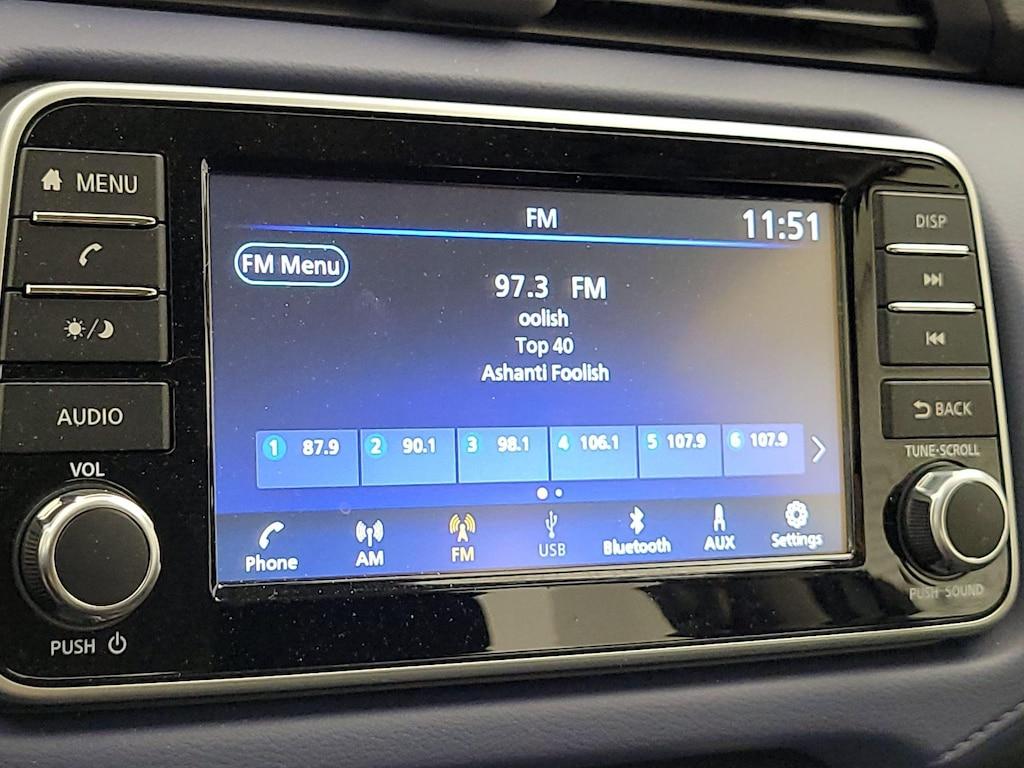 MENU
AUDIO
VOL
PUSH
FM
11:51
FM Menu
97.3 FM
oolish
Top 40
Ashanti Foolish
1 87.9 2 90.1 3 98.1 4 106.1 5 107.9 6 107.9
Phone AM FM USB Bluetooth AUX Settings
DISP
BACK
TUNE·SCROLL
PUSH SOUND